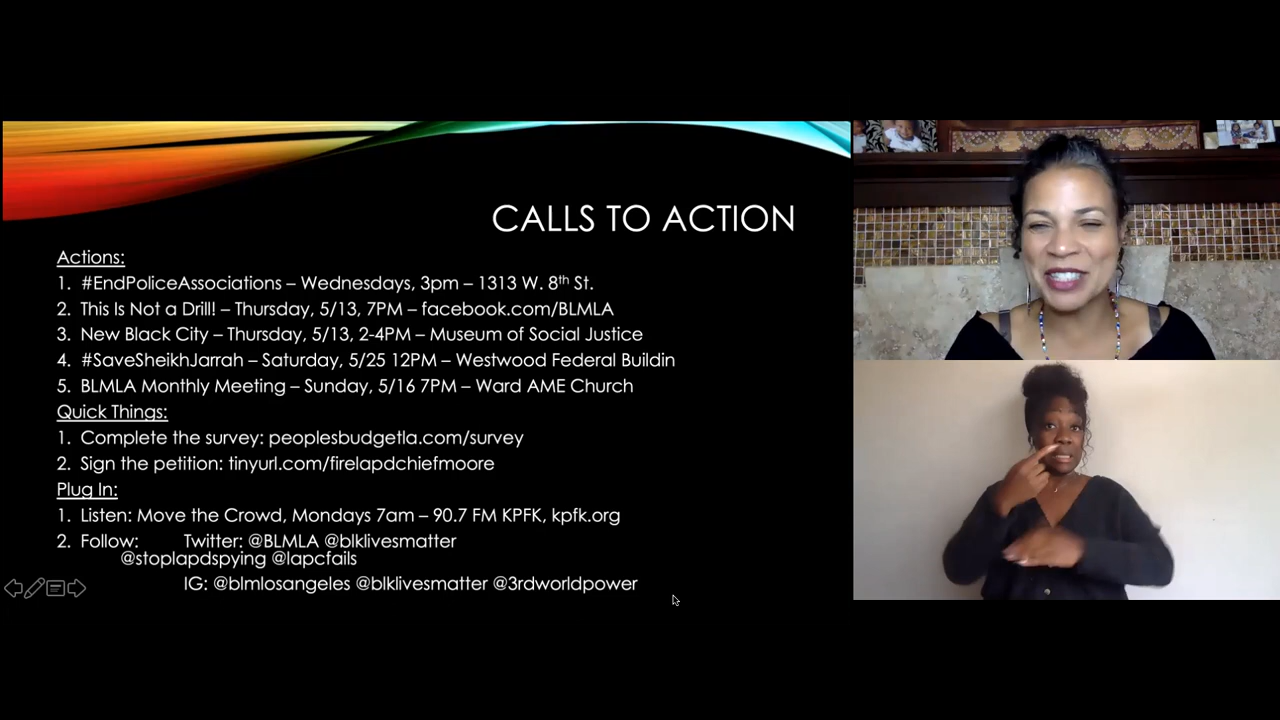 CALLS TO ACTION
Actions:
1. #EndPoliceAssociations – Wednesdays, 3pm – 1313 W. 8th St.
2. This Is Not a Drill! – Thursday, 5/13, 7PM – facebook.com/BLMLA
3. New Black City – Thursday, 5/13, 2-4PM – Museum of Social Justice
4. #SaveSheikhJarrah – Saturday, 5/25 12PM – Westwood Federal Buildin
5. BLMLA Monthly Meeting – Sunday, 5/16 7PM – Ward AME Church
Quick Things:
1. Complete the survey: peoplesbudgetla.com/survey
2. Sign the petition: tinyurl.com/firelapdchiefmoore
Plug In:
1. Listen: Move the Crowd, Mondays 7am – 90.7 FM KPFK, kpfk.org
2. Follow: Twitter: @BLMLA @blklivesmatter
@stoplapdspying @lapcfails
IG: @blmlosangeles @blklivesmatter @3rdworldpower